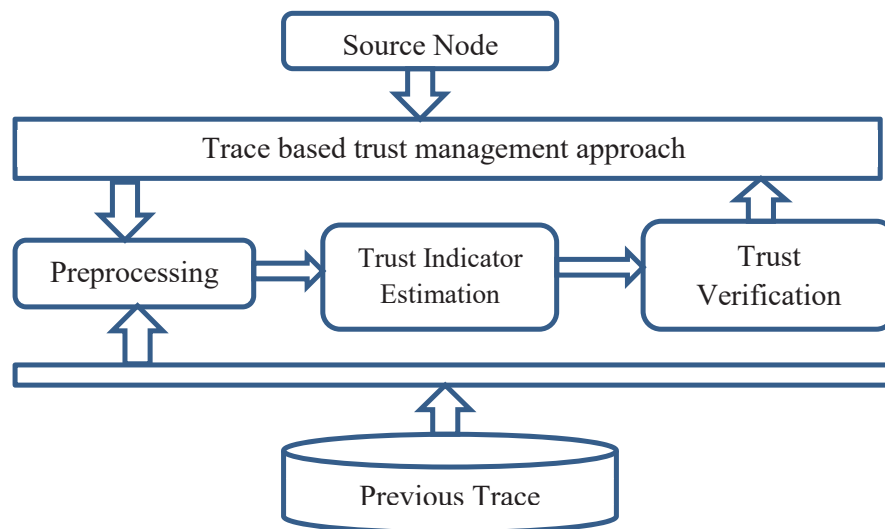 Source Node
Trace based trust management approach
Preprocessing
Trust Indicator
Estimation
Trust
Verification
Previous Trace